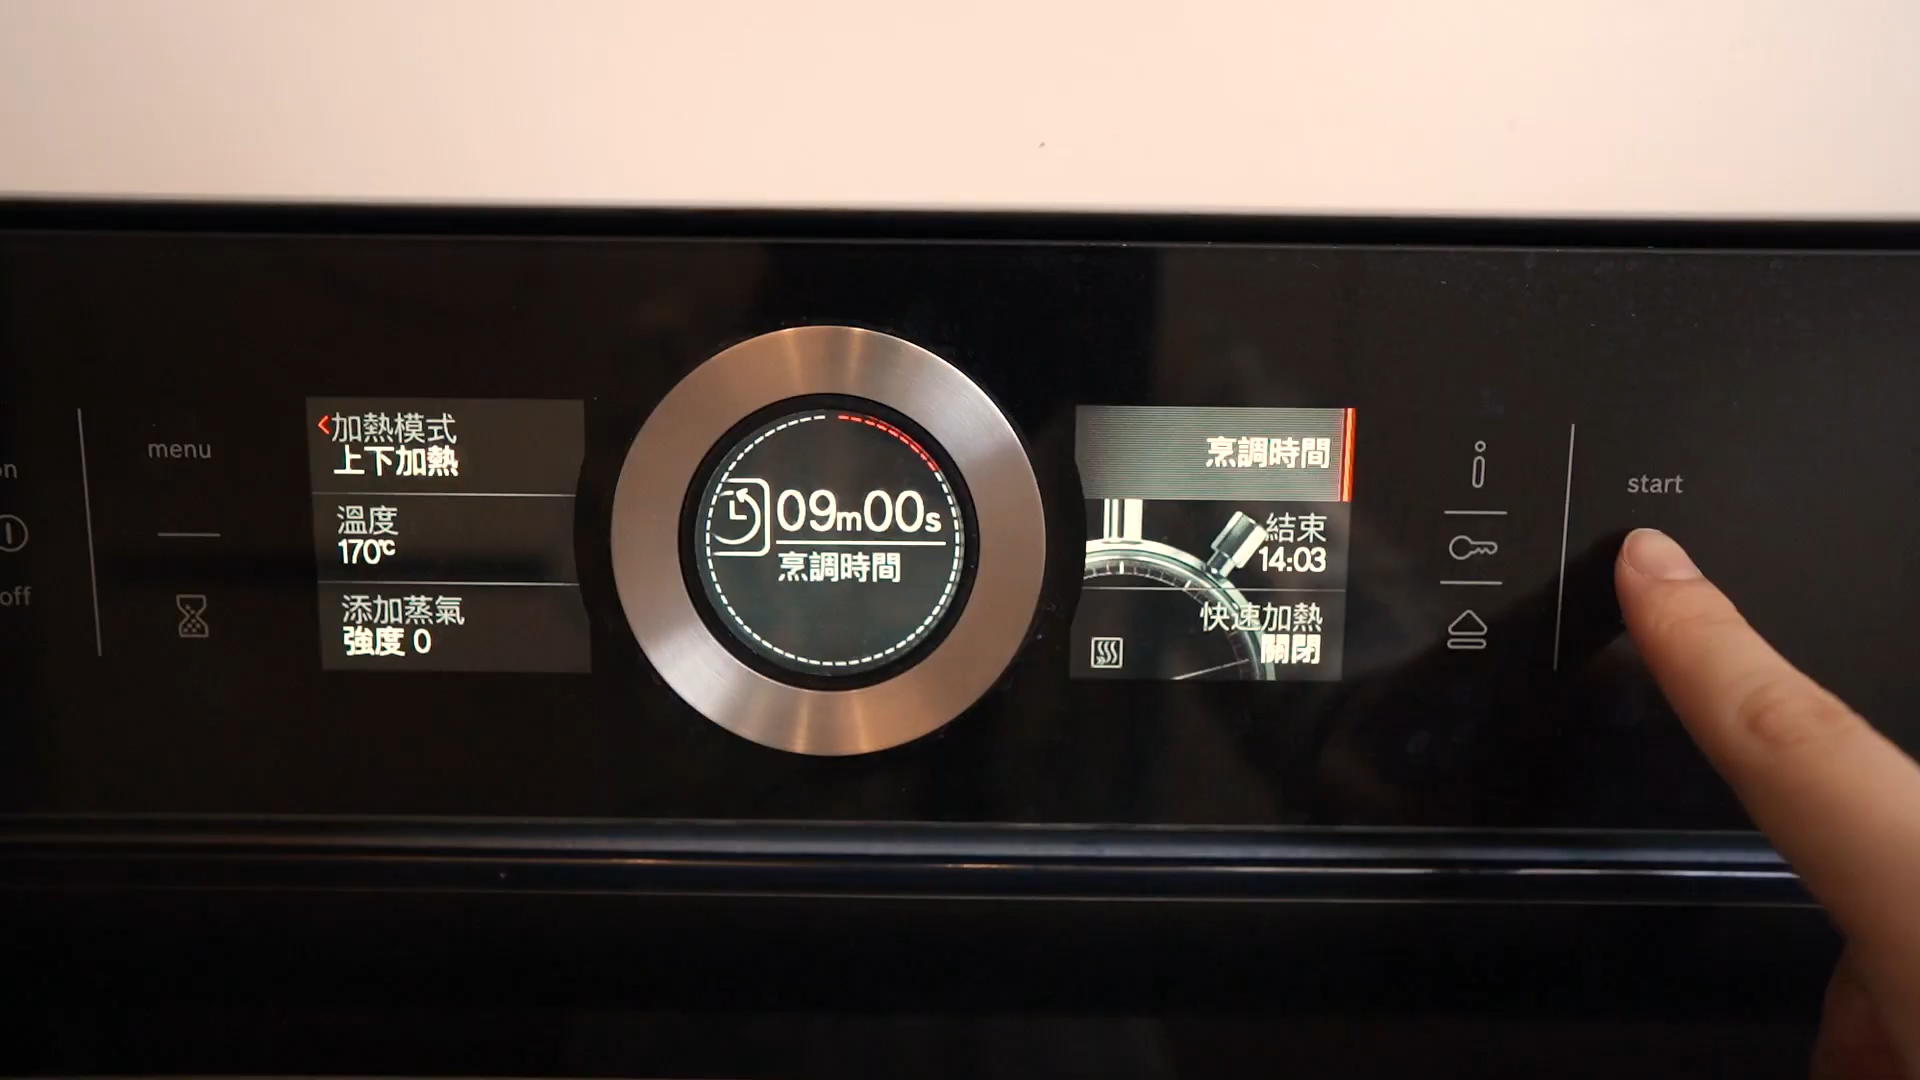 on
off
menu
加熱模式
上下加熱
溫度
170℃
添加蒸氣
強度 0
09m00s
烹調時間
烹調時間
結束
14:03
快速加熱
關閉
start